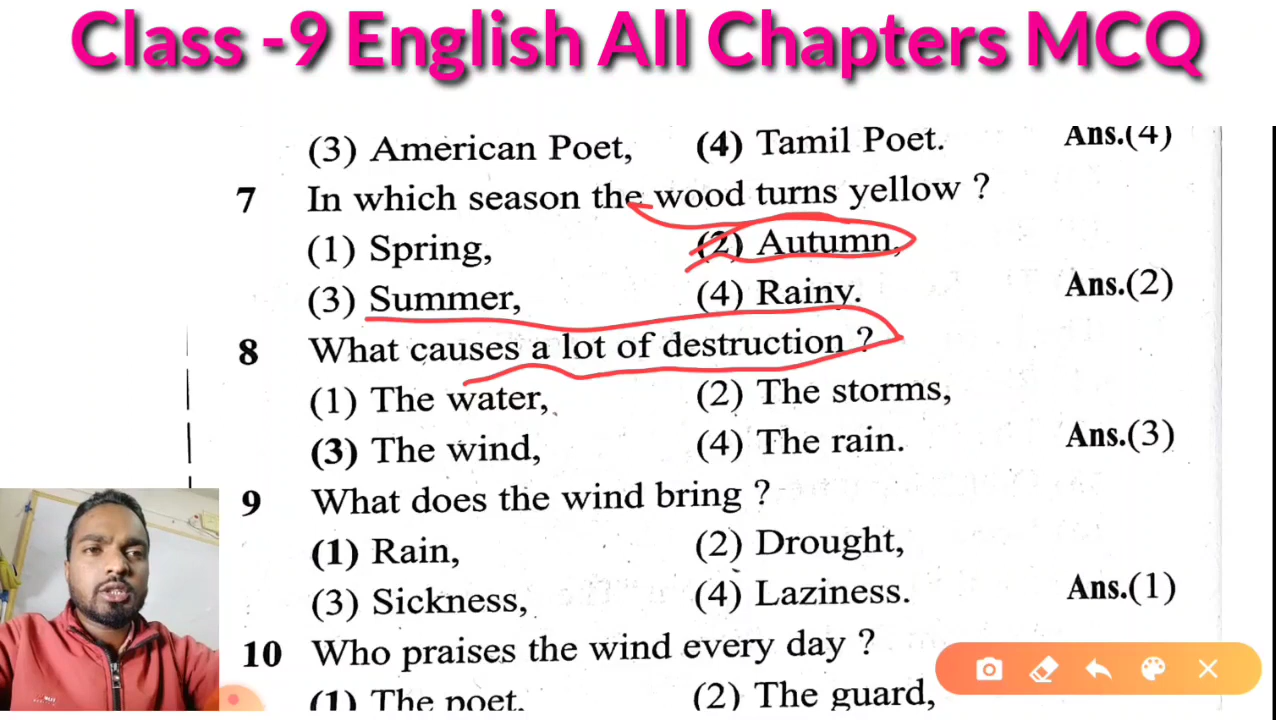 Class -9 English All Chapters MCQ
(3) American Poet, (4) Tamil Poet. Ans.(4)
7 In which season the wood turns yellow ?
(1) Spring, (2) Autumn,
(3) Summer, (4) Rainy. Ans.(2)
8 What causes a lot of destruction ?
(1) The water, (2) The storms,
(3) The wind, (4) The rain. Ans.(3)
9 What does the wind bring ?
(1) Rain, (2) Drought,
(3) Sickness, (4) Laziness. Ans.(1)
10 Who praises the wind every day ?
(1) The poet, (2) The guard,